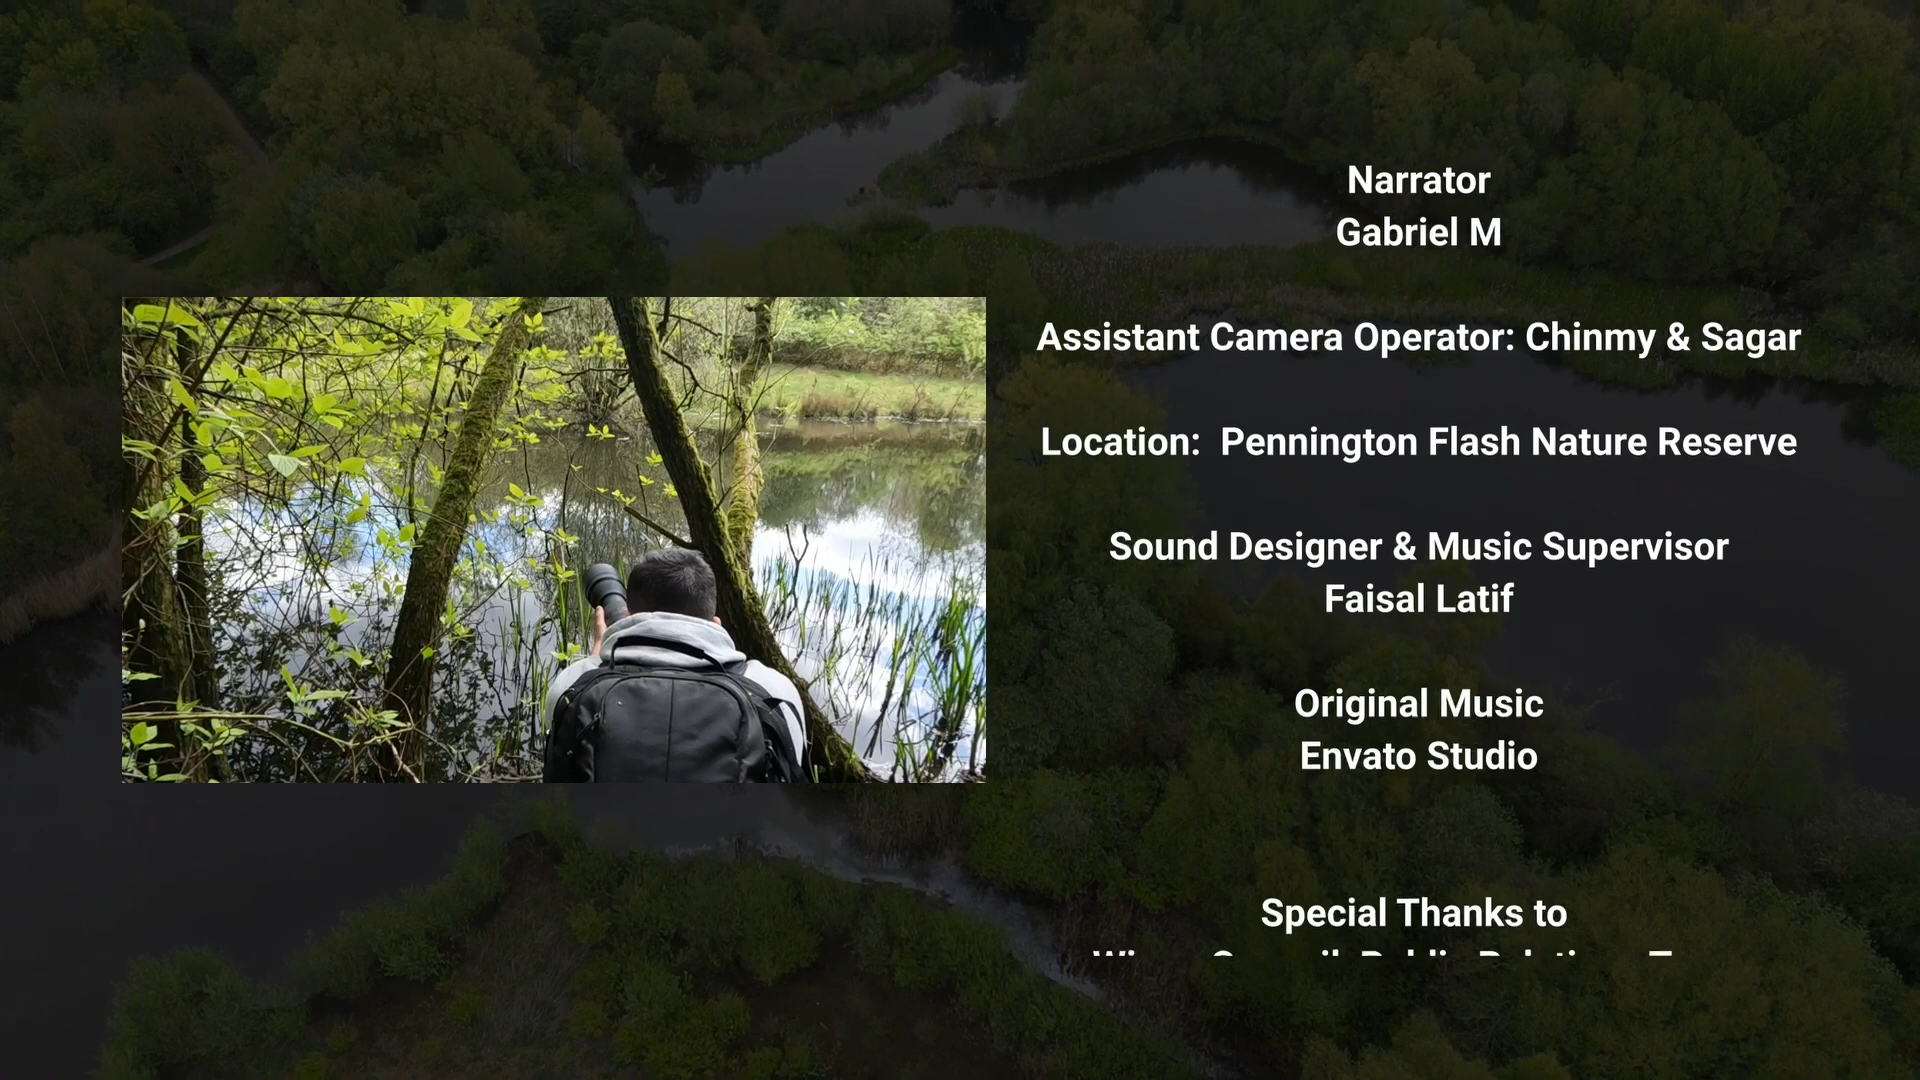 Narrator
Gabriel M
Assistant Camera Operator: Chinmy & Sagar
Location: Pennington Flash Nature Reserve
Sound Designer & Music Supervisor
Faisal Latif
Original Music
Envato Studio
Special Thanks to